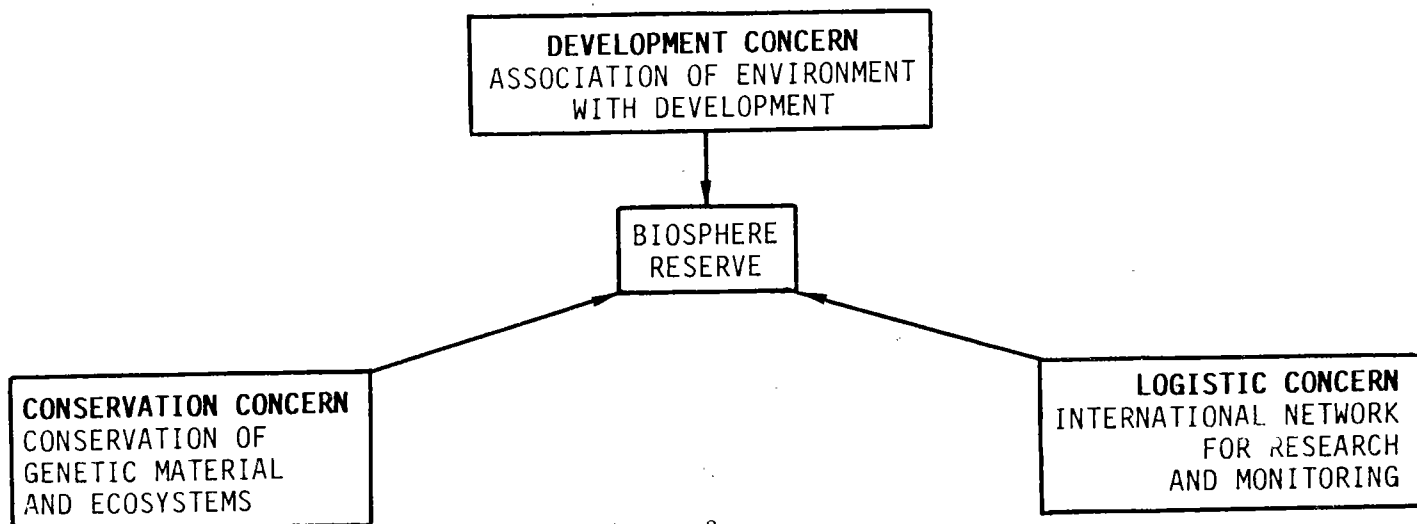 DEVELOPMENT CONCERN
ASSOCIATION OF ENVIRONMENT
WITH DEVELOPMENT
BIOSPHERE
RESERVE
CONSERVATION CONCERN
CONSERVATION OF
GENETIC MATERIAL
AND ECOSYSTEMS
LOGISTIC CONCERN
INTERNATIONAL NETWORK
FOR RESEARCH
AND MONITORING